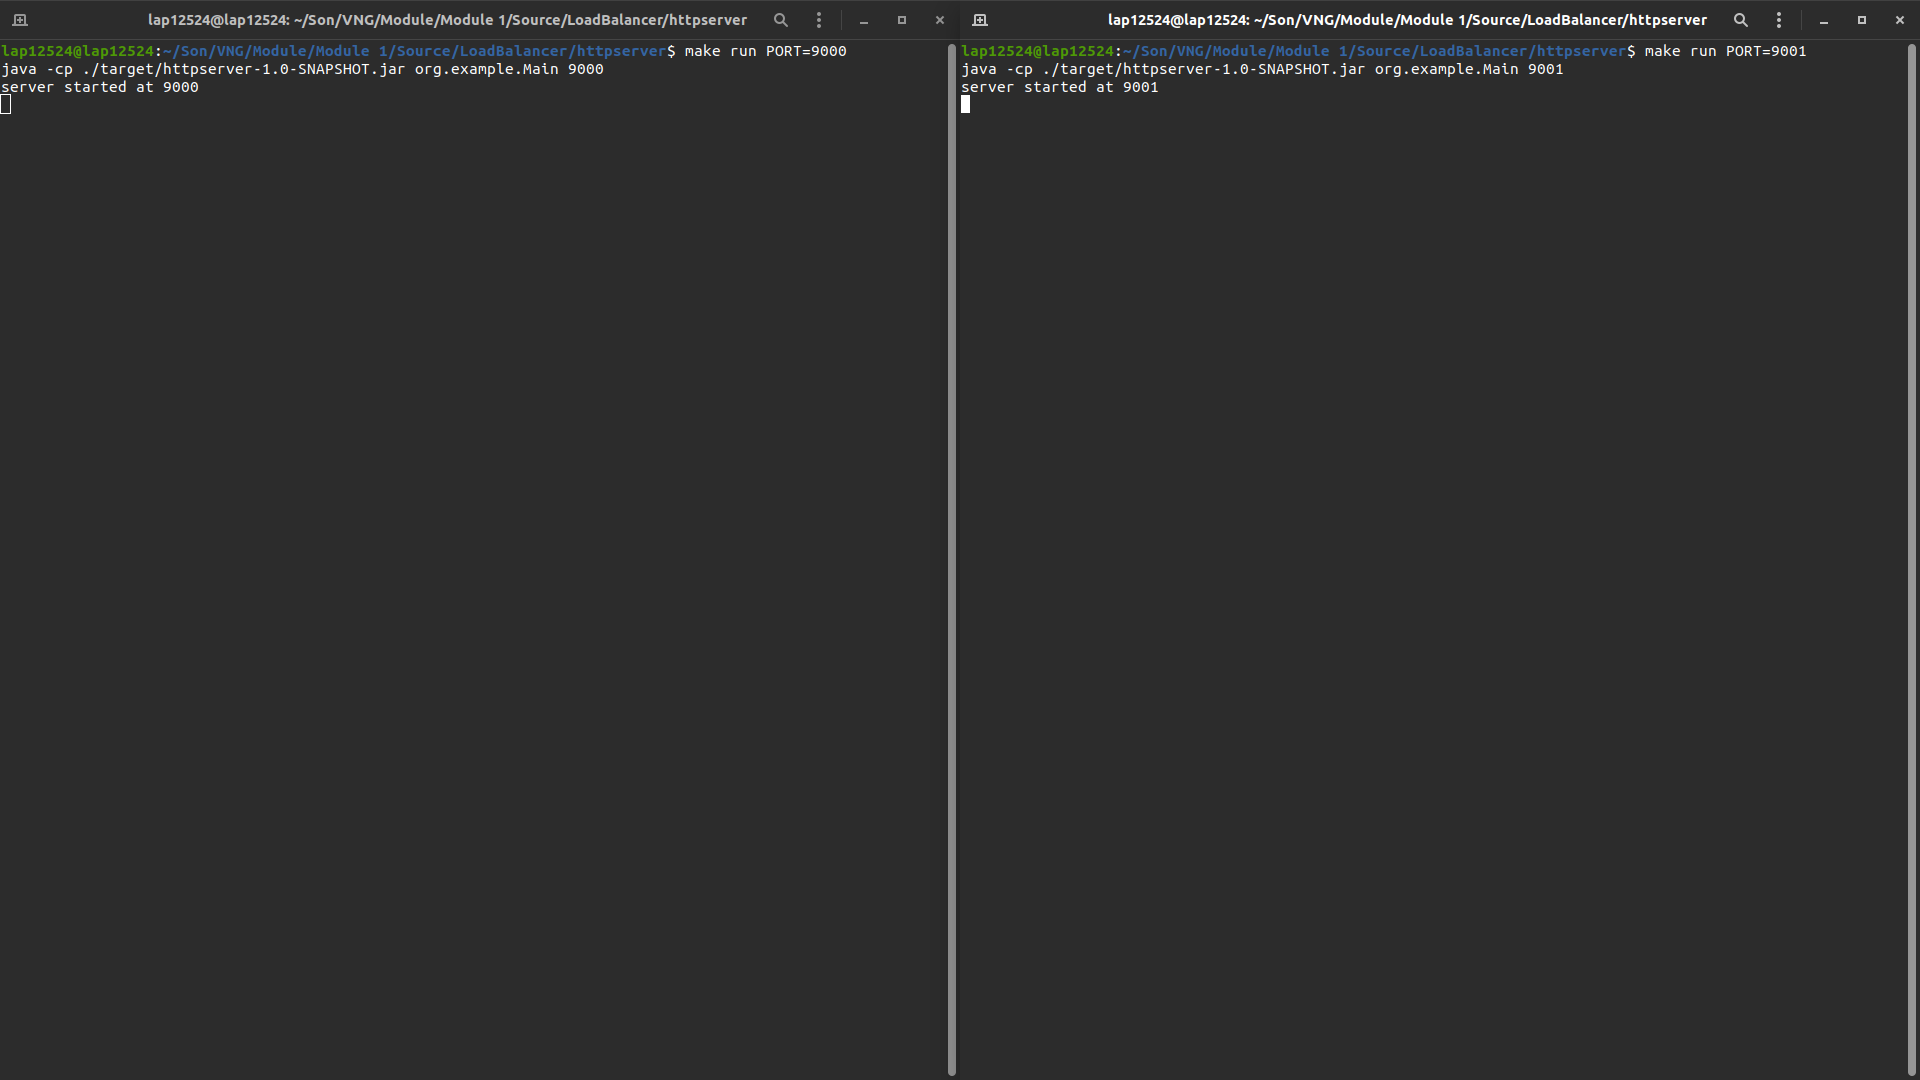 lap12524@lap12524: ~/Son/VNG/Module/Module 1/Source/LoadBalancer/httpserver
lap12524@lap12524:~/Son/VNG/Module/Module 1/Source/LoadBalancer/httpserver$ make run PORT=9000
java -cp ./target/httpserver-1.0-SNAPSHOT.jar org.example.Main 9000
server started at 9000
lap12524@lap12524: ~/Son/VNG/Module/Module 1/Source/LoadBalancer/httpserver
lap12524@lap12524:~/Son/VNG/Module/Module 1/Source/LoadBalancer/httpserver$ make run PORT=9001
java -cp ./target/httpserver-1.0-SNAPSHOT.jar org.example.Main 9001
server started at 9001